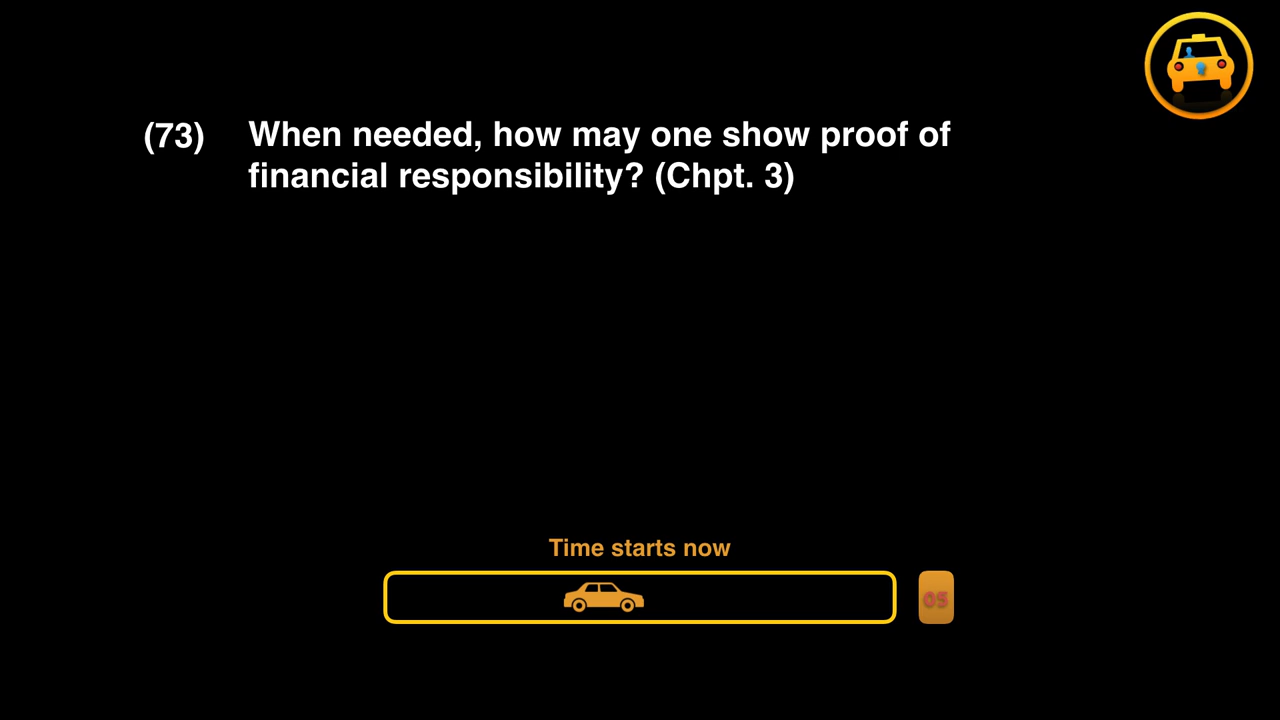 (73) When needed, how may one show proof of
financial responsibility? (Chpt. 3)
Time starts now
05